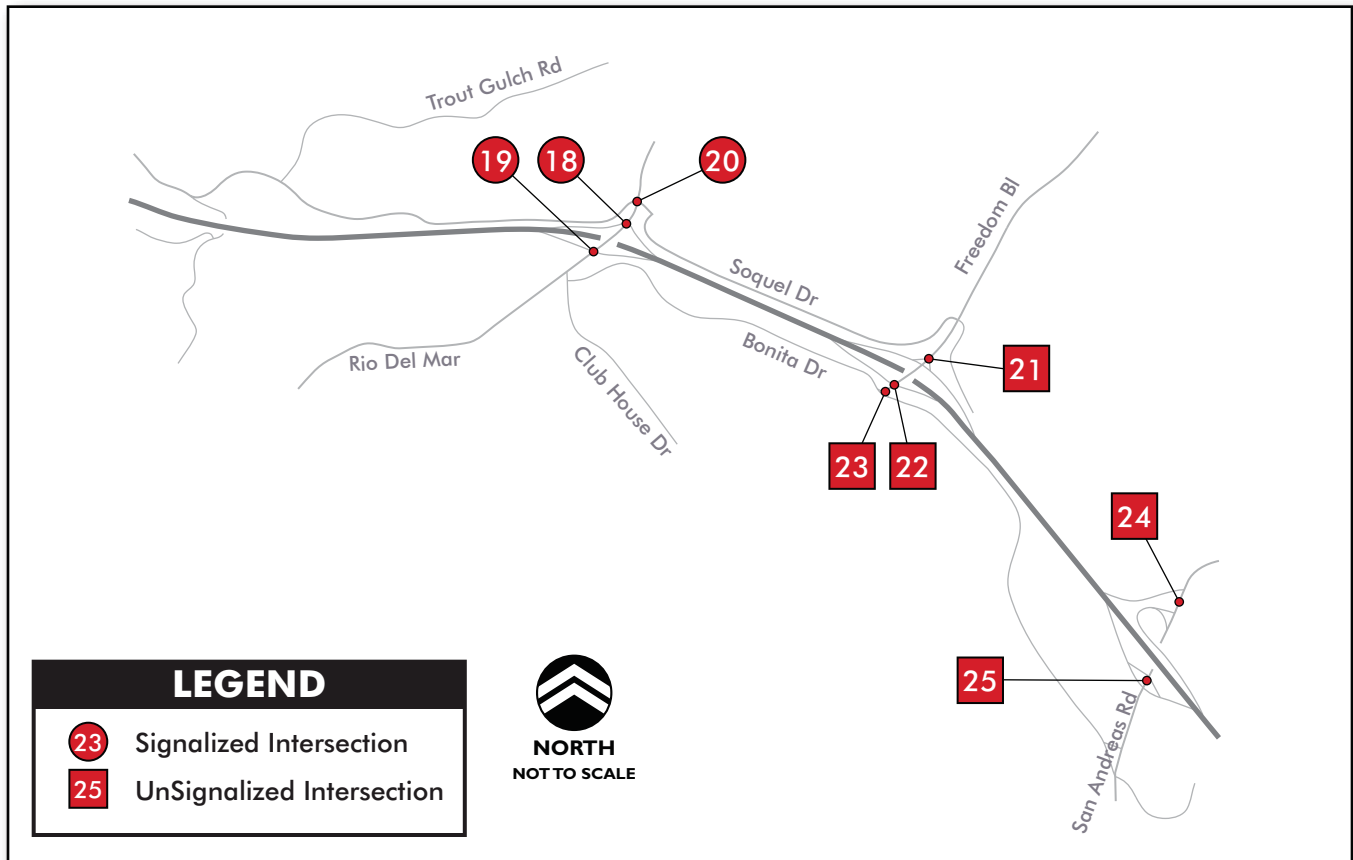 Trout Gulch Rd
19
18
20
Freedom Bl
Soquel Dr
Rio Del Mar
Club House Dr
Bonita Dr
21
23
22
24
25
San Andreas Rd
LEGEND
23 Signalized Intersection
25 UnSignalized Intersection
NORTH
NOT TO SCALE